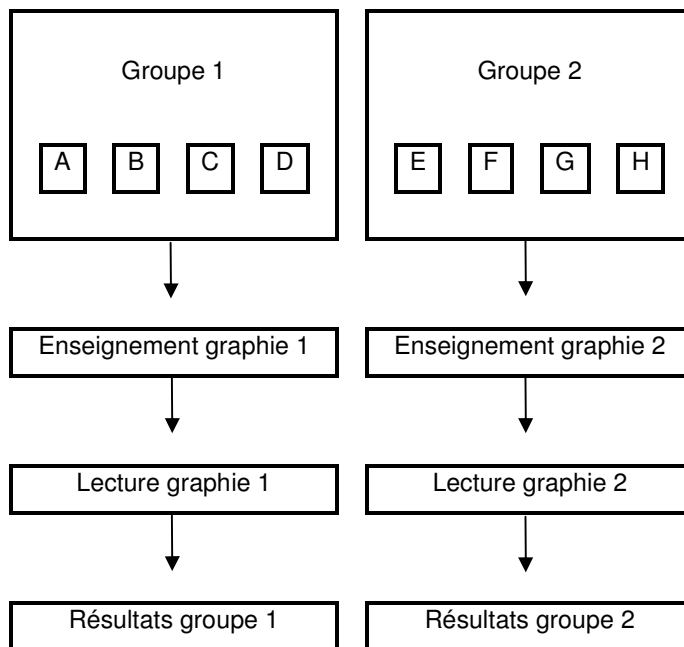 Groupe 1
A B C D
Enseignement graphie 1
Lecture graphie 1
Résultats groupe 1
Groupe 2
E F G H
Enseignement graphie 2
Lecture graphie 2
Résultats groupe 2